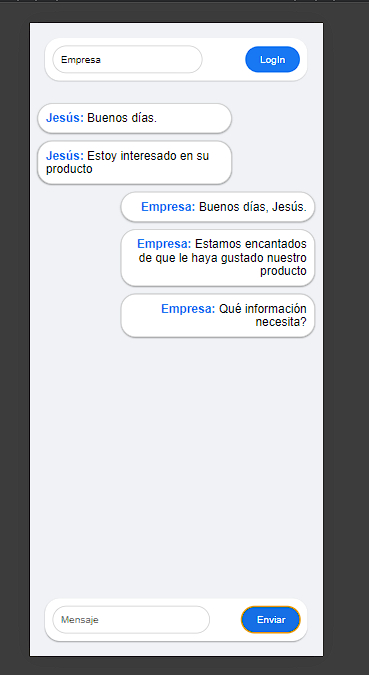 Empresa
LogIn
Jesús: Buenos días.
Jesús: Estoy interesado en su
producto
Empresa: Buenos días, Jesús.
Empresa: Estamos encantados
de que le haya gustado nuestro
producto
Empresa: Qué información
necesita?
Mensaje
Enviar